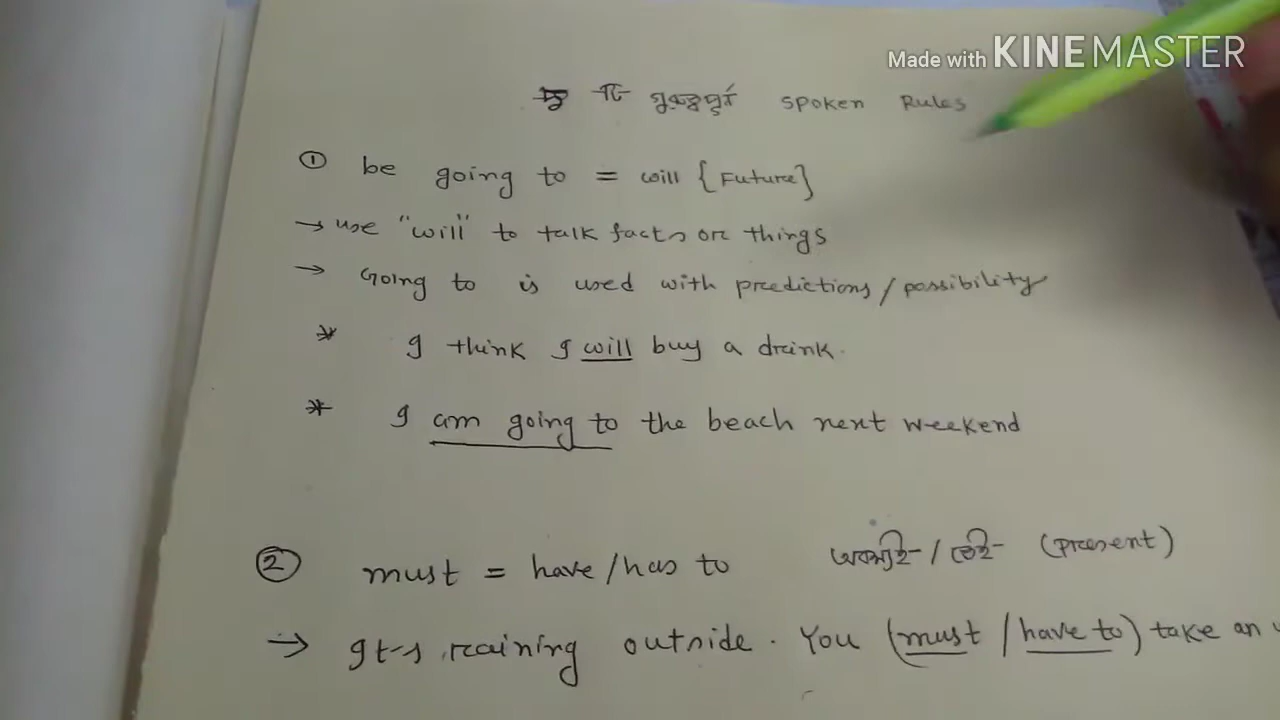 Made with KINEMASTER
টি গুরুত্বপূর্ণ spoken Rules
① be going to = will {Future}
→ use "will" to talk facts or things
→ Going to is used with predictions/possibility
* I think I will buy a drink.
* I am going to the beach next weekend
② must = have/has to (present)
→ It's raining outside. You (must / have to) take an